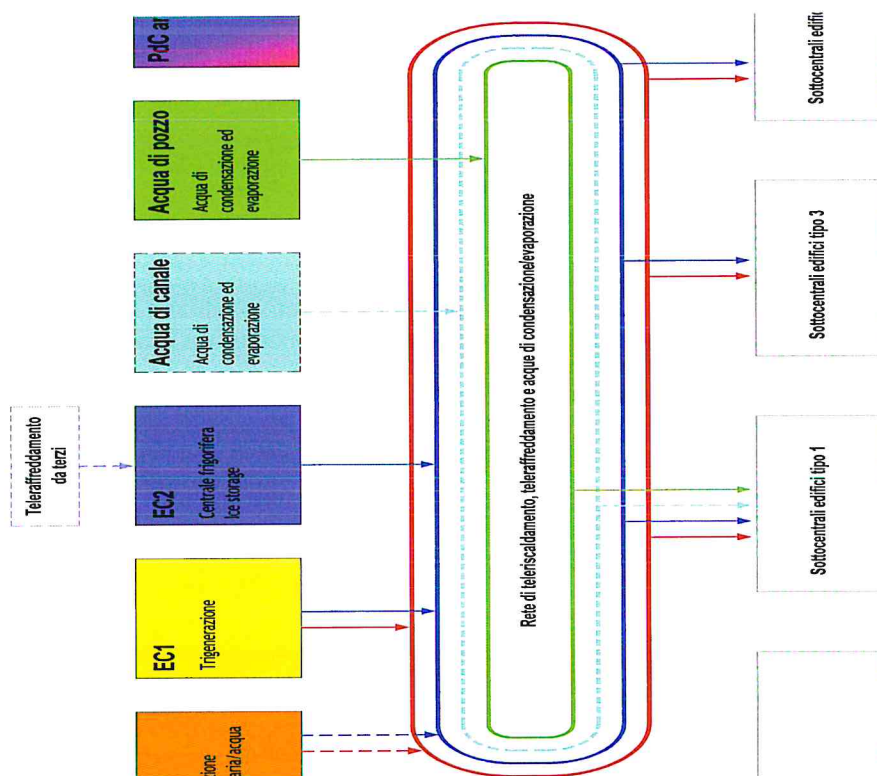 Teleraffreddamento
da terzi
zione
aria/acqua
EC1
Trigenerazione
EC2
Centrale frigorifera
Ice storage
Acqua di canale
Acqua di
condensazione ed
evaporazione
Acqua di pozzo
Acqua di
condensazione ed
evaporazione
PdC ar
Rete di teleriscaldamento, teleraffreddamento e acque di condensazione/evaporazione
Sottocentrali edifici tipo 1
Sottocentrali edifici tipo 3
Sottocentrali edific